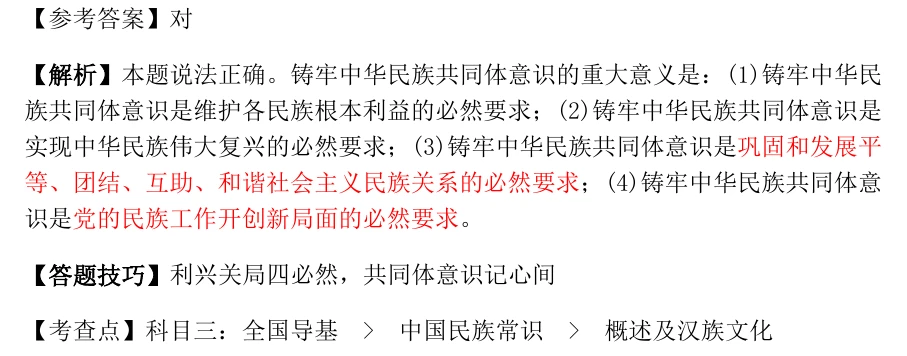 【参考答案】对
【解析】本题说法正确。铸牢中华民族共同体意识的重大意义是：(1)铸牢中华民
族共同体意识是维护各民族根本利益的必然要求；(2)铸牢中华民族共同体意识是
实现中华民族伟大复兴的必然要求；(3)铸牢中华民族共同体意识是巩固和发展平
等、团结、互助、和谐社会主义民族关系的必然要求；(4)铸牢中华民族共同体意
识是党的民族工作开创新局面的必然要求。
【答题技巧】利兴关局四必然，共同体意识记心间
【考查点】科目三：全国导基 > 中国民族常识 > 概述及汉族文化